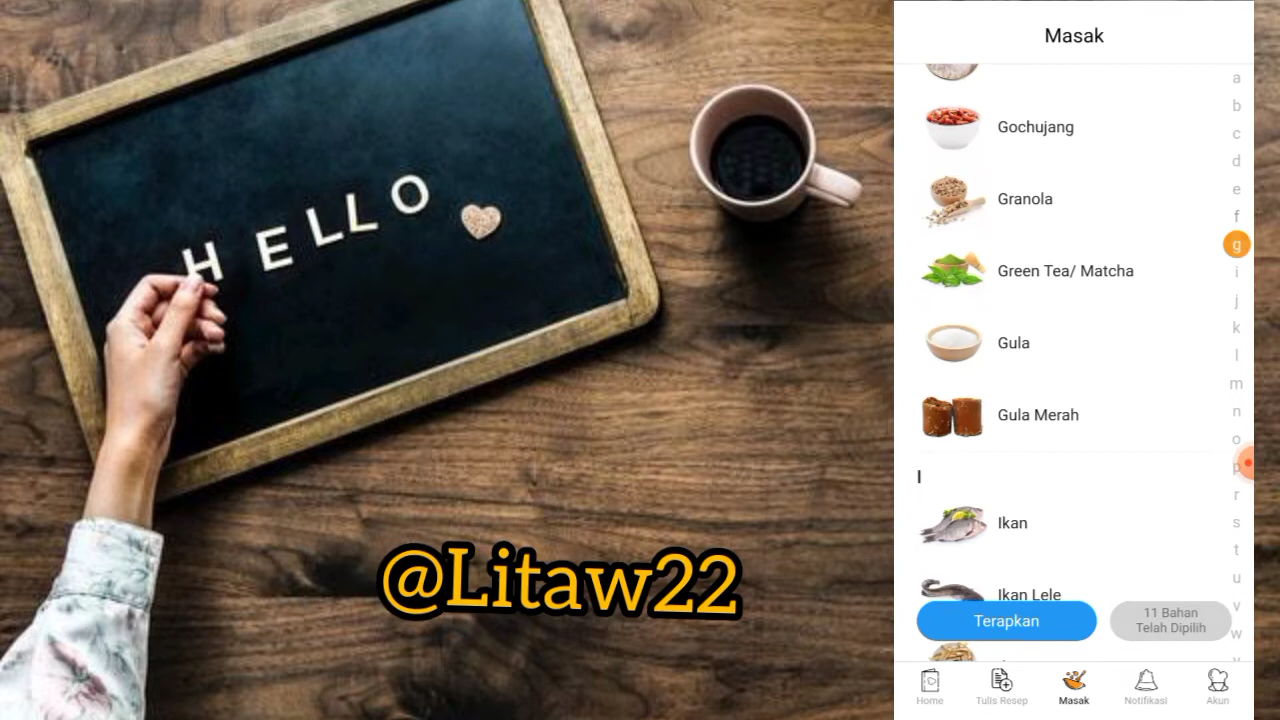 HELLO
@Litaw22
Masak
Gochujang
Granola
Green Tea/ Matcha
Gula
Gula Merah
I
Ikan
Ikan Lele
Terapkan
11 Bahan
Telah Dipilih
a
b
c
d
e
f
g
i
j
k
l
m
n
o
p
r
s
t
u
v
w
Home
Tulis Resep
Masak
Notifikasi
Akun